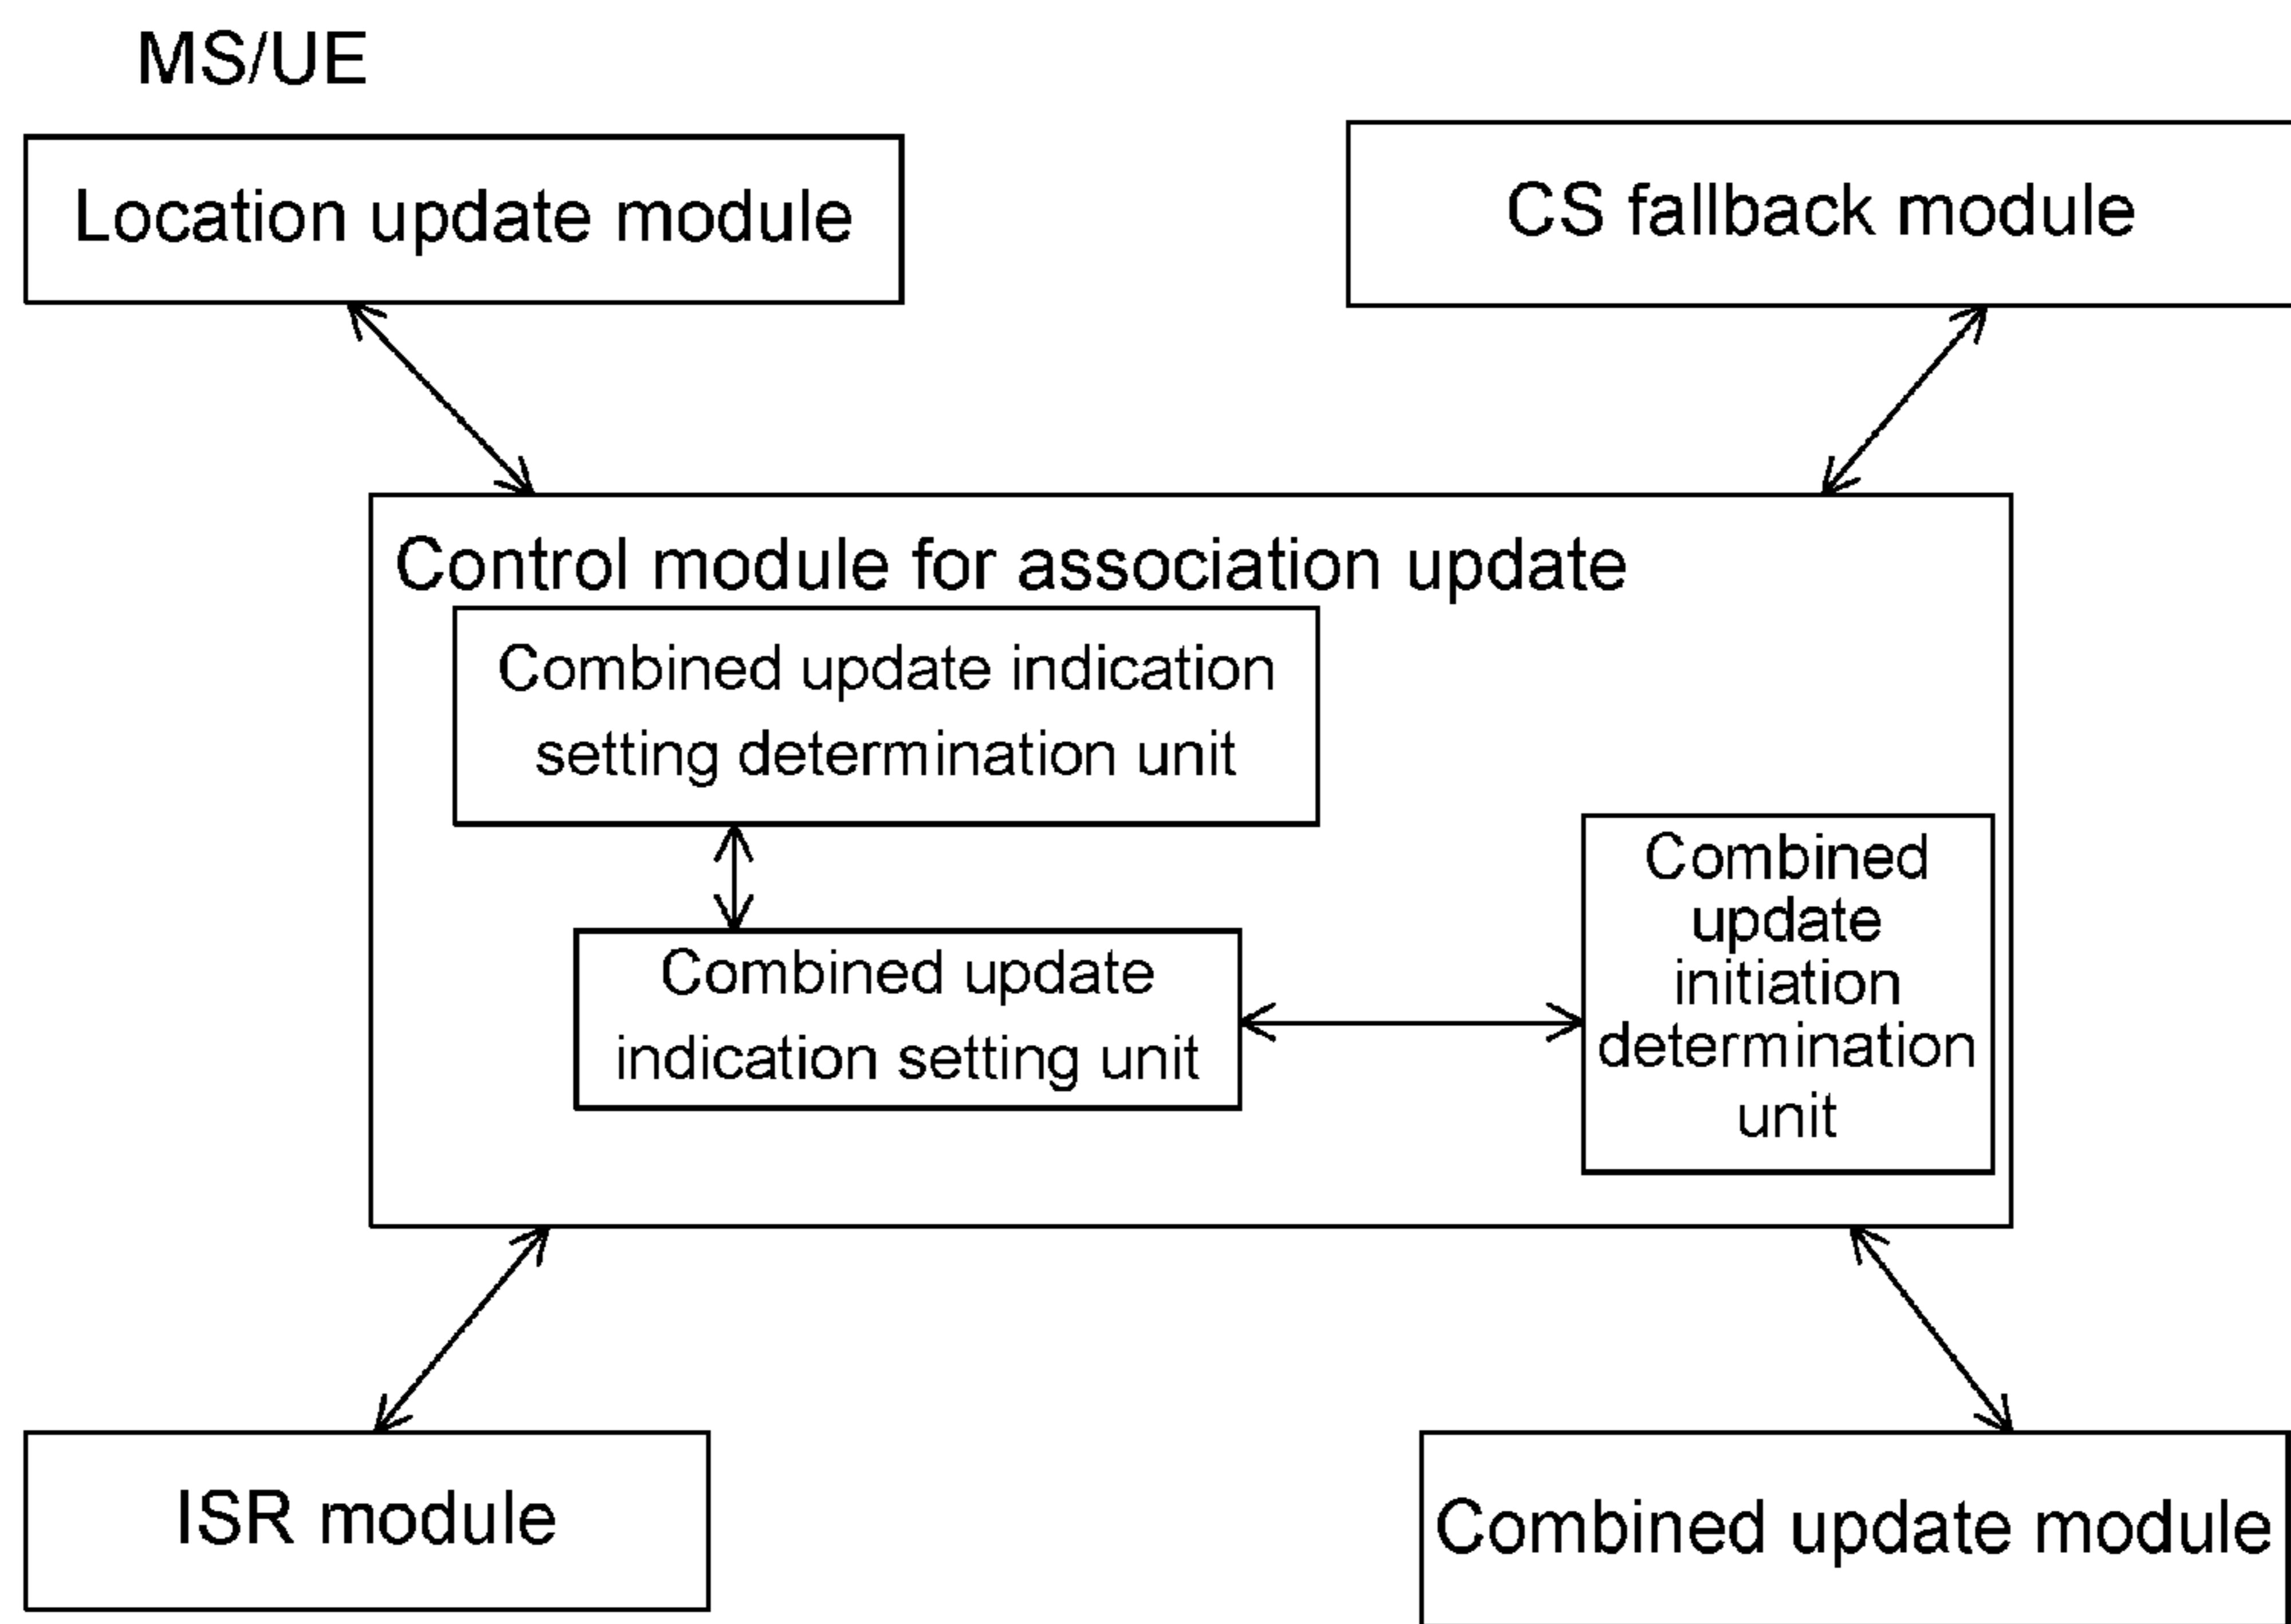 MS/UE
Location update module
CS fallback module
Control module for association update
Combined update indication
setting determination unit
Combined update
indication setting unit
Combined
update
initiation
determination
unit
ISR module
Combined update module